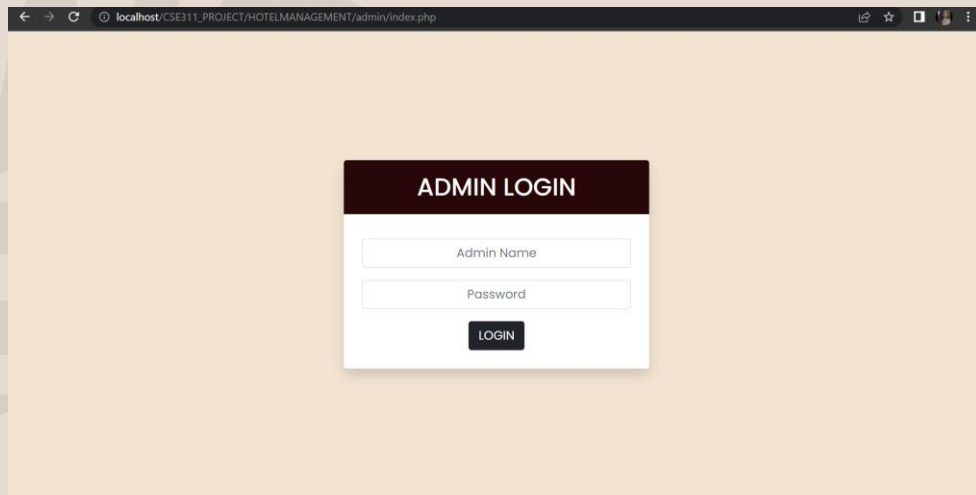 localhost/CSE311_PROJECT/HOTELMANAGEMENT/admin/index.php
ADMIN LOGIN
Admin Name
Password
LOGIN